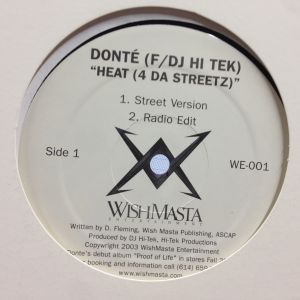 DONTÉ (F/DJ HI TEK)
"HEAT (4 DA STREETZ)"
1. Street Version
2. Radio Edit
Side 1
WE-001
WISHMASTA
ENTERTAINMENT
Written by D. Fleming, Wish Masta Publishing, ASCAP
Produced by DJ Hi-Tek, Hi-Tek Productions
Copyright 2003 WishMasta Entertainment
Donte's debut album "Proof of Life" in stores Fall
booking and information call (614)
www.wishmasta.com